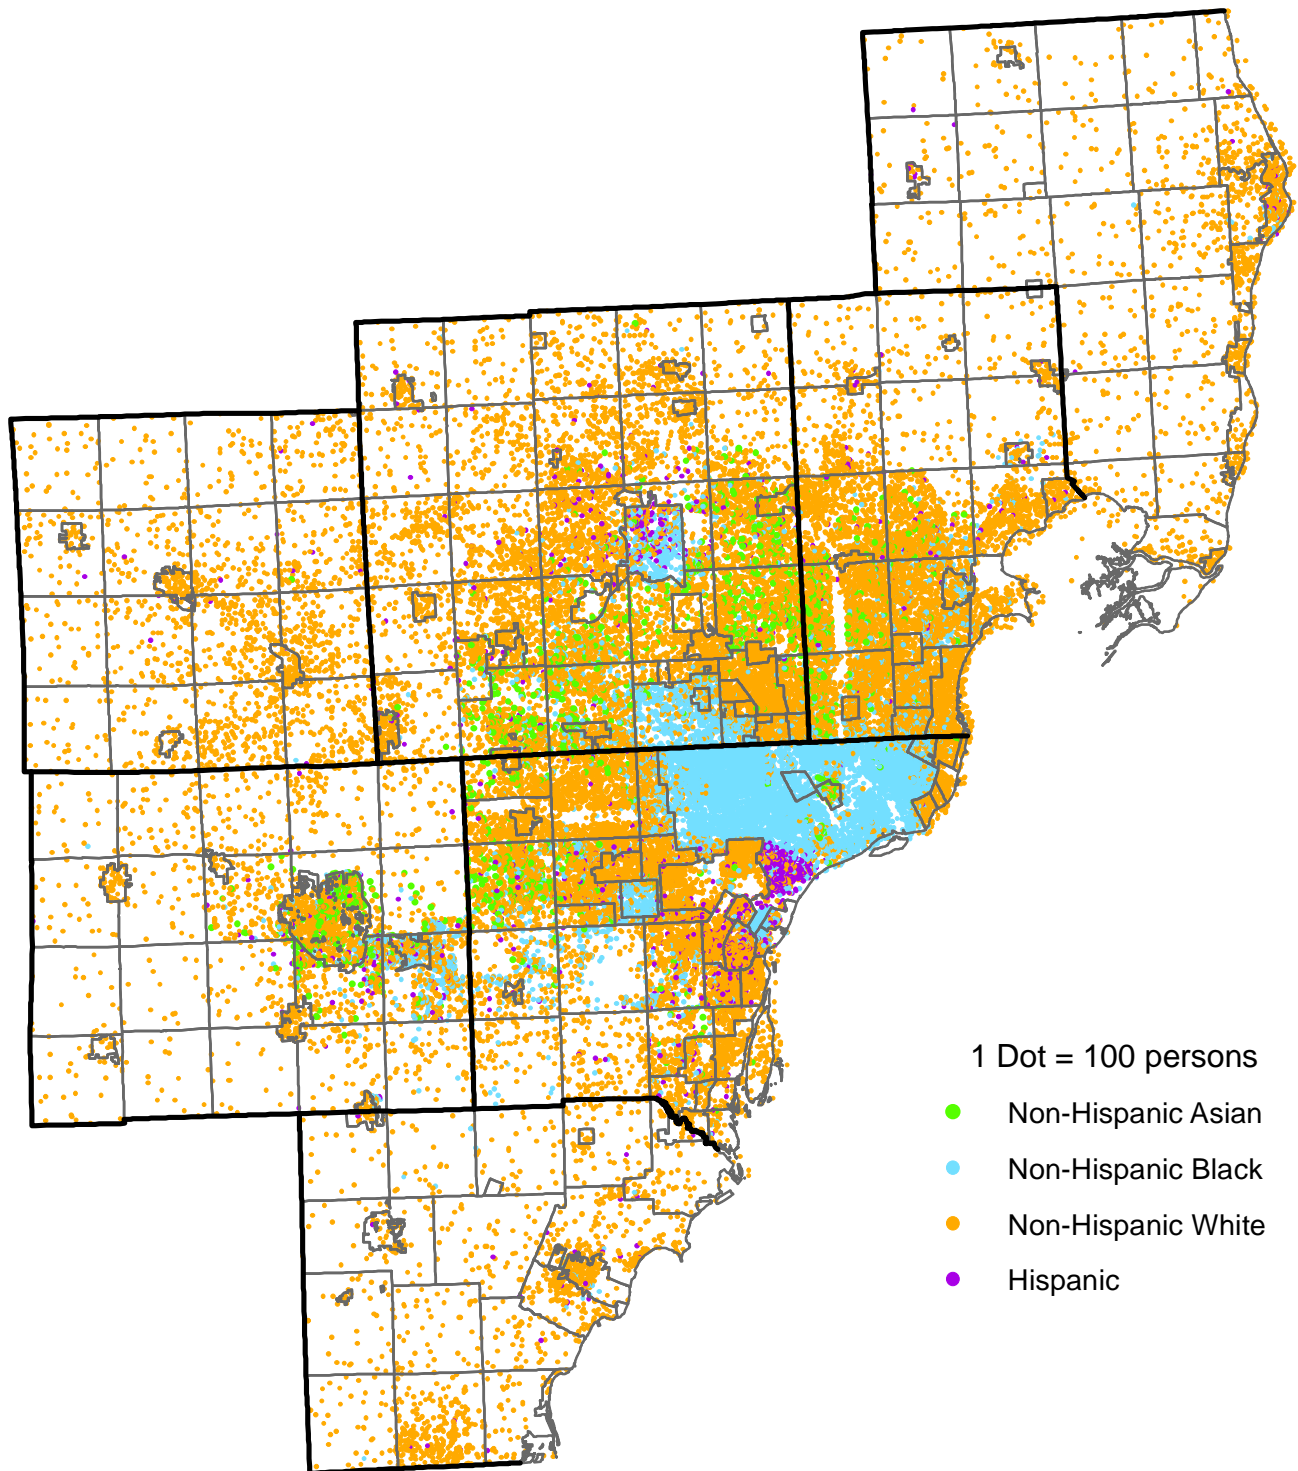 1 Dot = 100 persons
Non-Hispanic Asian
Non-Hispanic Black
Non-Hispanic White
Hispanic